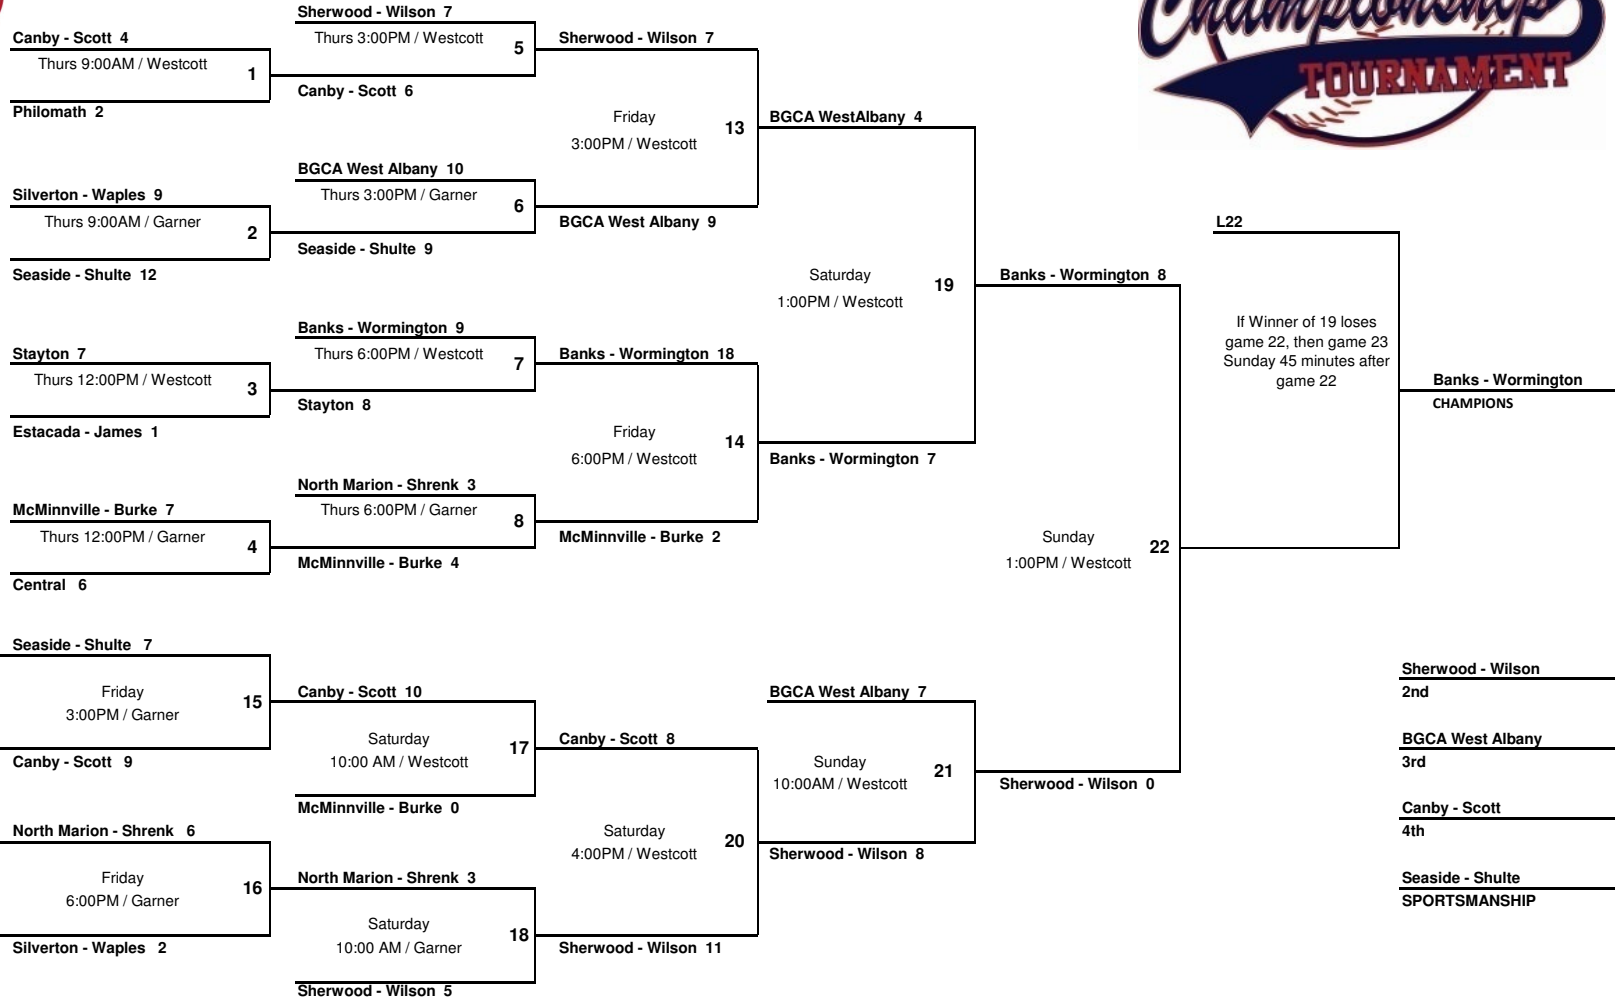 Championship
TOURNAMENT
Sherwood - Wilson 7
Canby - Scott 4
Thurs 3:00PM / Westcott
5
Sherwood - Wilson 7
Thurs 9:00AM / Westcott
1
Canby - Scott 6
Philomath 2
Friday
3:00PM / Westcott
13
BGCA WestAlbany 4
BGCA West Albany 10
Silverton - Waples 9
Thurs 3:00PM / Garner
6
Thurs 9:00AM / Garner
2
BGCA West Albany 9
L22
Seaside - Shulte 9
Seaside - Shulte 12
Saturday
1:00PM / Westcott
19
Banks - Wormington 8
Banks - Wormington 9
Stayton 7
Thurs 6:00PM / Westcott
7
Banks - Wormington 18
Thurs 12:00PM / Westcott
3
If Winner of 19 loses
game 22, then game 23
Sunday 45 minutes after
game 22
Banks - Wormington
CHAMPIONS
Stayton 8
Estacada - James 1
Friday
6:00PM / Westcott
14
Banks - Wormington 7
North Marion - Shrenk 3
McMinnville - Burke 7
Thurs 6:00PM / Garner
8
Thurs 12:00PM / Garner
4
McMinnville - Burke 2
McMinnville - Burke 4
Central 6
Sunday
1:00PM / Westcott
22
Seaside - Shulte 7
Friday
3:00PM / Garner
15
Canby - Scott 10
BGCA West Albany 7
Sherwood - Wilson
2nd
Canby - Scott 9
Saturday
10:00 AM / Westcott
17
Canby - Scott 8
Sunday
10:00AM / Westcott
21
Sherwood - Wilson 0
BGCA West Albany
3rd
McMinnville - Burke 0
North Marion - Shrenk 6
Saturday
4:00PM / Westcott
20
Sherwood - Wilson 8
Canby - Scott
4th
Friday
6:00PM / Garner
16
North Marion - Shrenk 3
Seaside - Shulte
SPORTSMANSHIP
Silverton - Waples 2
Saturday
10:00 AM / Garner
18
Sherwood - Wilson 11
Sherwood - Wilson 5